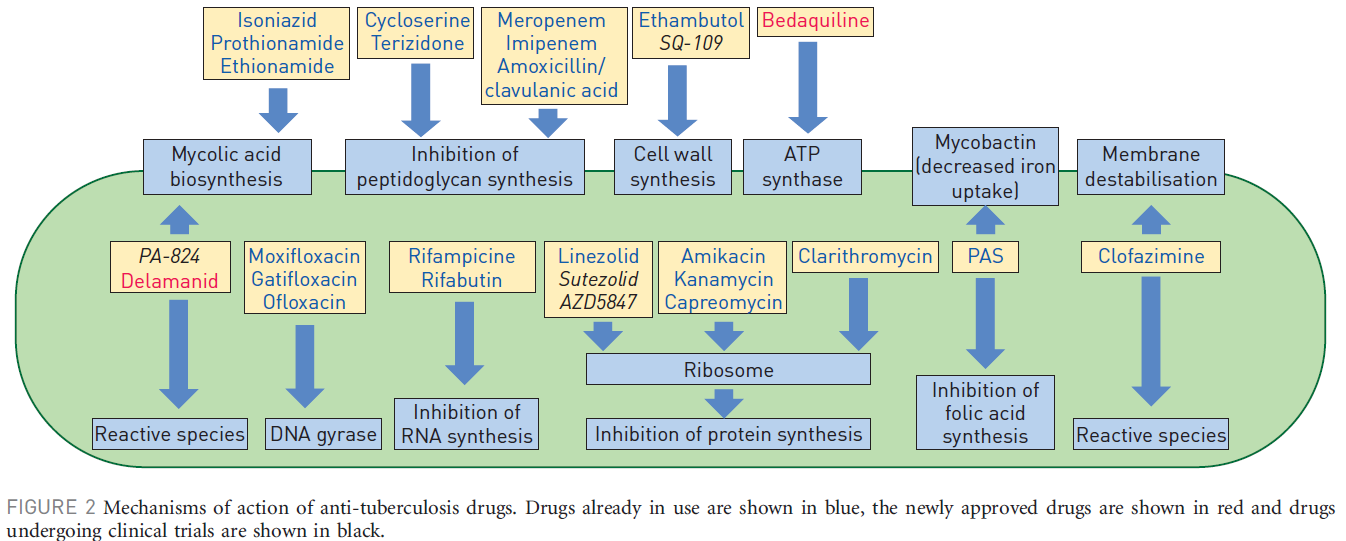 Isoniazid
Prothionamide
Ethionamide
Cycloserine
Terizidone
Meropenem
Imipenem
Amoxicillin/
clavulanic acid
Ethambutol
SQ-109
Bedaquiline
Mycolic acid
biosynthesis
Inhibition of
peptidoglycan synthesis
Cell wall
synthesis
ATP
synthase
Mycobactin
(decreased iron
uptake)
Membrane
destabilisation
PA-824
Delamanid
Moxifloxacin
Gatifloxacin
Ofloxacin
Rifampicine
Rifabutin
Linezolid
Sutezolid
AZD5847
Amikacin
Kanamycin
Capreomycin
Clarithromycin
PAS
Clofazimine
Ribosome
Reactive species
DNA gyrase
Inhibition of
RNA synthesis
Inhibition of protein synthesis
Inhibition of
folic acid
synthesis
Reactive species
FIGURE 2 Mechanisms of action of anti-tuberculosis drugs. Drugs already in use are shown in blue, the newly approved drugs are shown in red and drugs
undergoing clinical trials are shown in black.